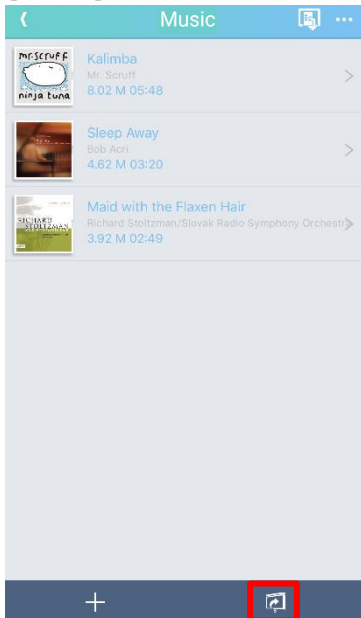 Music
mr.scruff
ninja tuna
Kalimba
Mr. Scruff
8.02 M 05:48
Sleep Away
Bob Acri
4.62 M 03:20
RICHARD
STOLTZMAN
Maid with the Flaxen Hair
Richard Stoltzman/Slovak Radio Symphony Orchestr
3.92 M 02:49